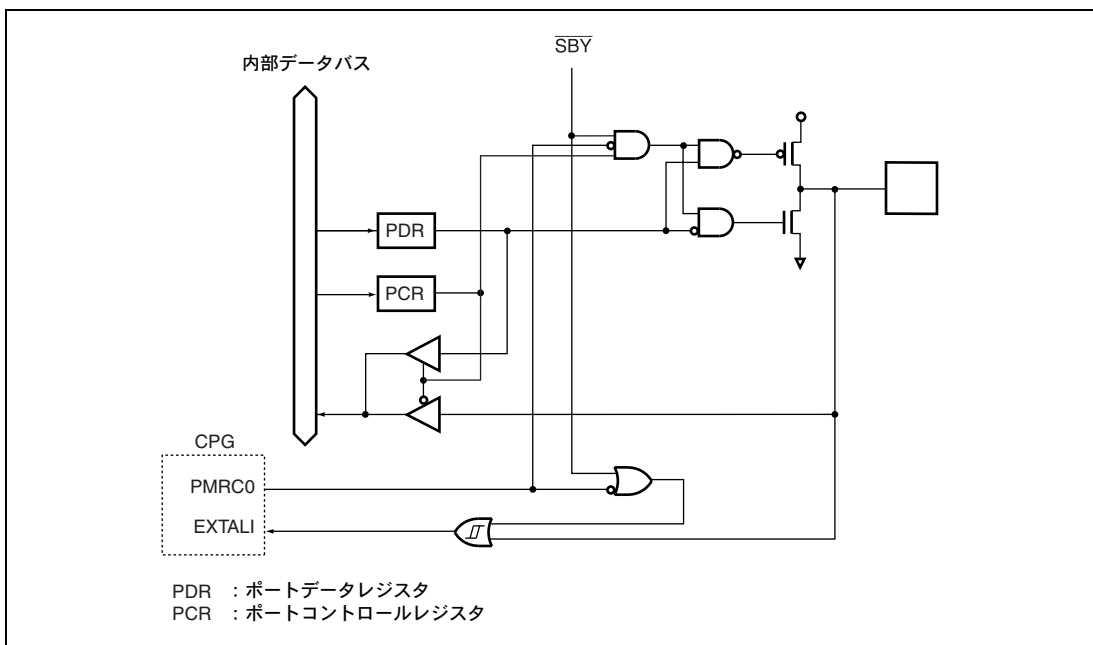 SBY
内部データバス
PDR
PCR
CPG
PMRC0
EXTALI
PDR :ポートデータレジスタ
PCR :ポートコントロールレジスタ